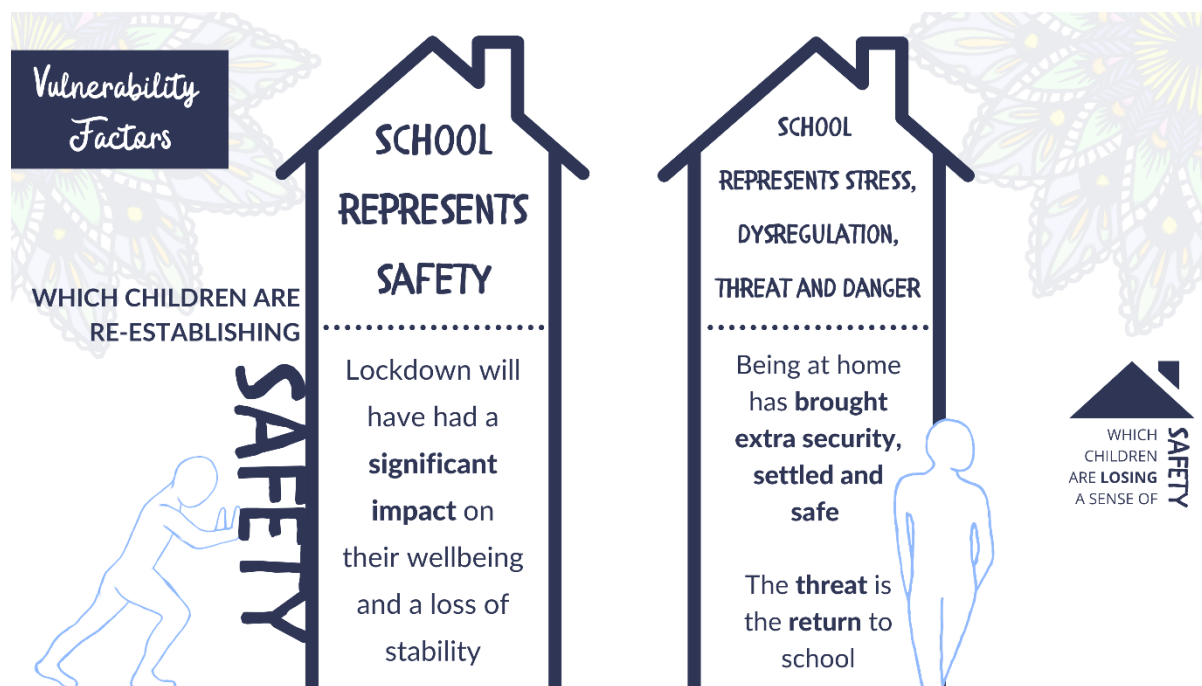 Vulnerability
Factors
WHICH CHILDREN ARE
RE-ESTABLISHING
SAFETY
SCHOOL
REPRESENTS
SAFETY
Lockdown will
have had a
significant
impact on
their wellbeing
and a loss of
stability
SCHOOL
REPRESENTS STRESS,
DYSREGULATION,
THREAT AND DANGER
Being at home
has brought
extra security,
settled and
safe
The threat is
the return to
school
WHICH
CHILDREN
ARE LOSING
A SENSE OF
SAFETY